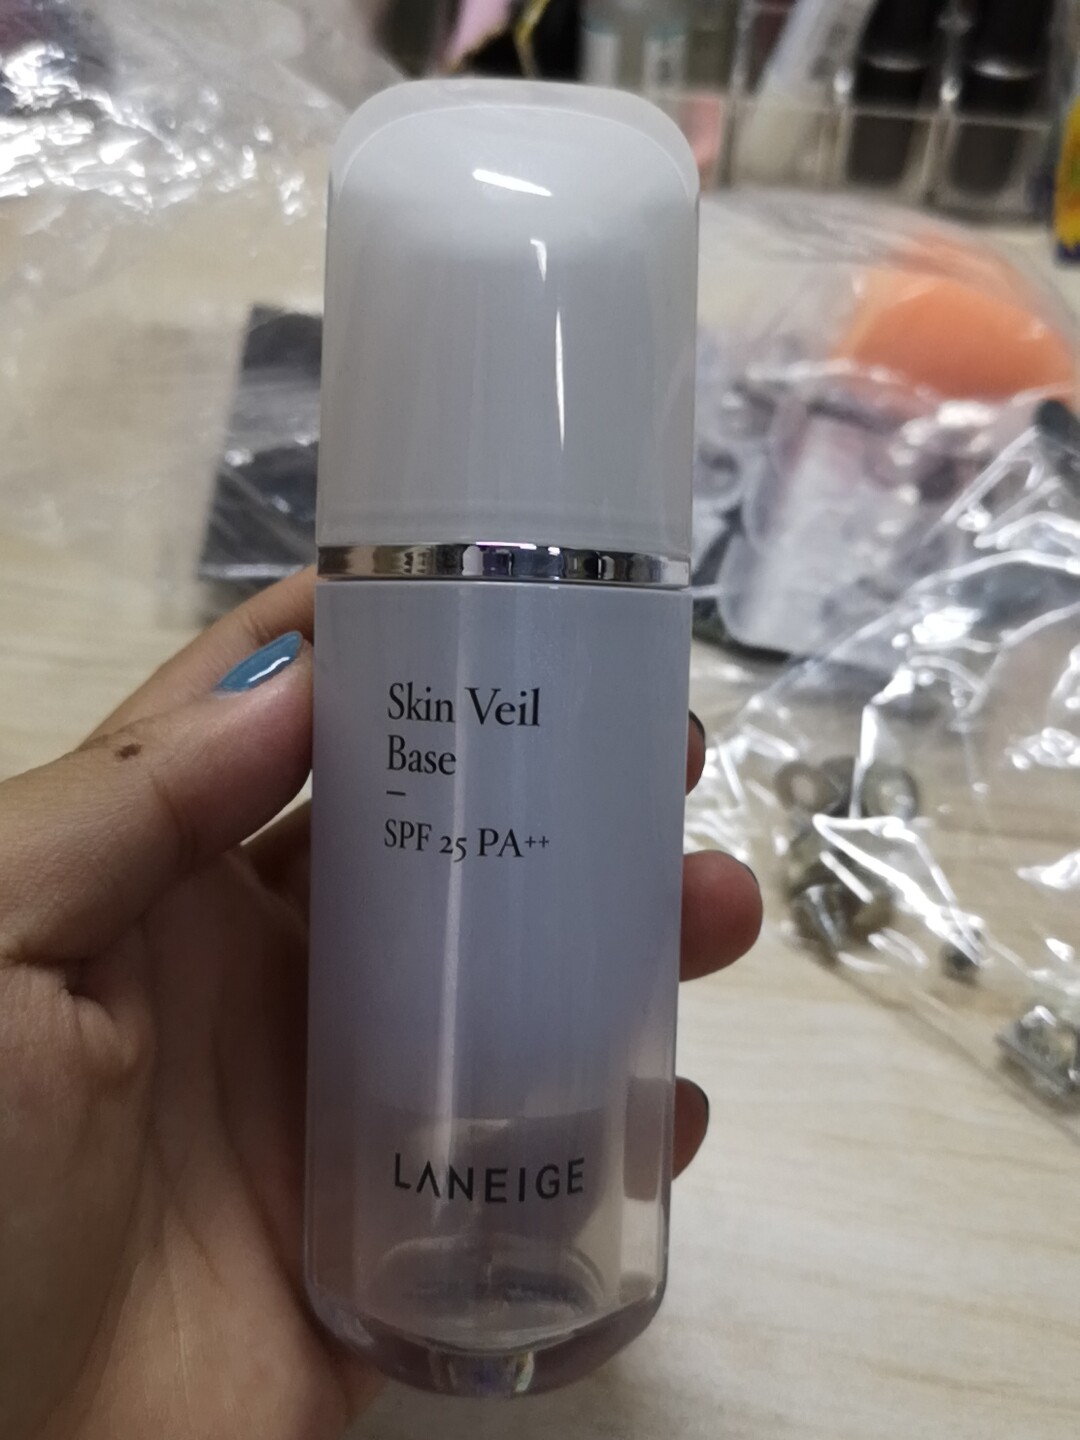 Skin Veil
Base
–
SPF 25 PA++
LANEIGE